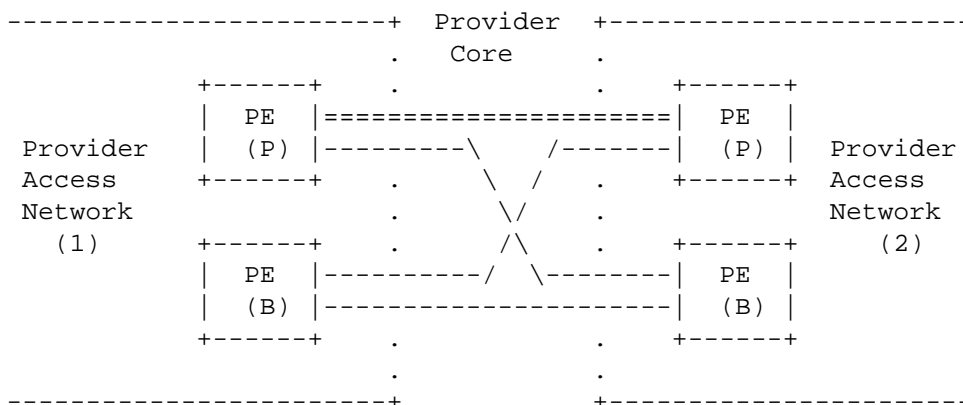 Provider
Core
PE PE
Provider (P) (P) Provider
Access Access
Network Network
(1) (2)
PE PE
(B) (B)